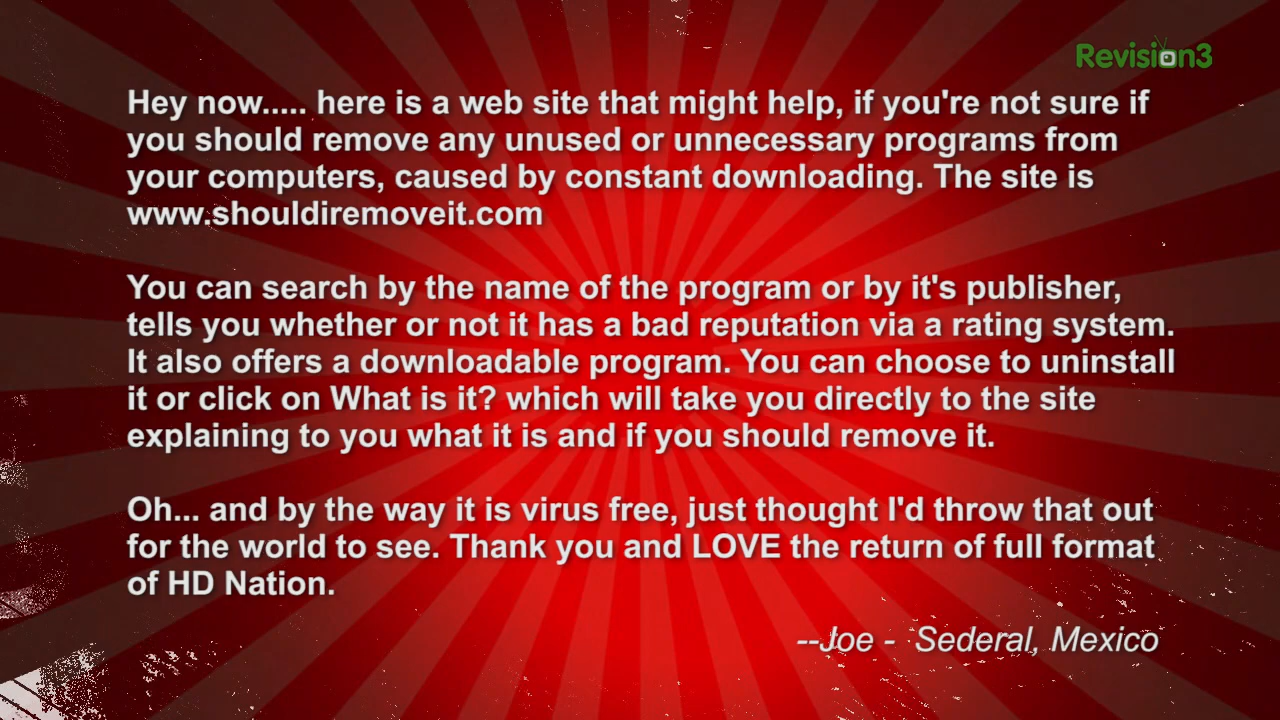 Revision3
Hey now..... here is a web site that might help, if you're not sure if
you should remove any unused or unnecessary programs from
your computers, caused by constant downloading. The site is
www.shouldiremoveit.com
You can search by the name of the program or by it's publisher,
tells you whether or not it has a bad reputation via a rating system.
It also offers a downloadable program. You can choose to uninstall
it or click on What is it? which will take you directly to the site
explaining to you what it is and if you should remove it.
Oh... and by the way it is virus free, just thought I'd throw that out
for the world to see. Thank you and LOVE the return of full format
of HD Nation.
--Joe - Sederal, Mexico